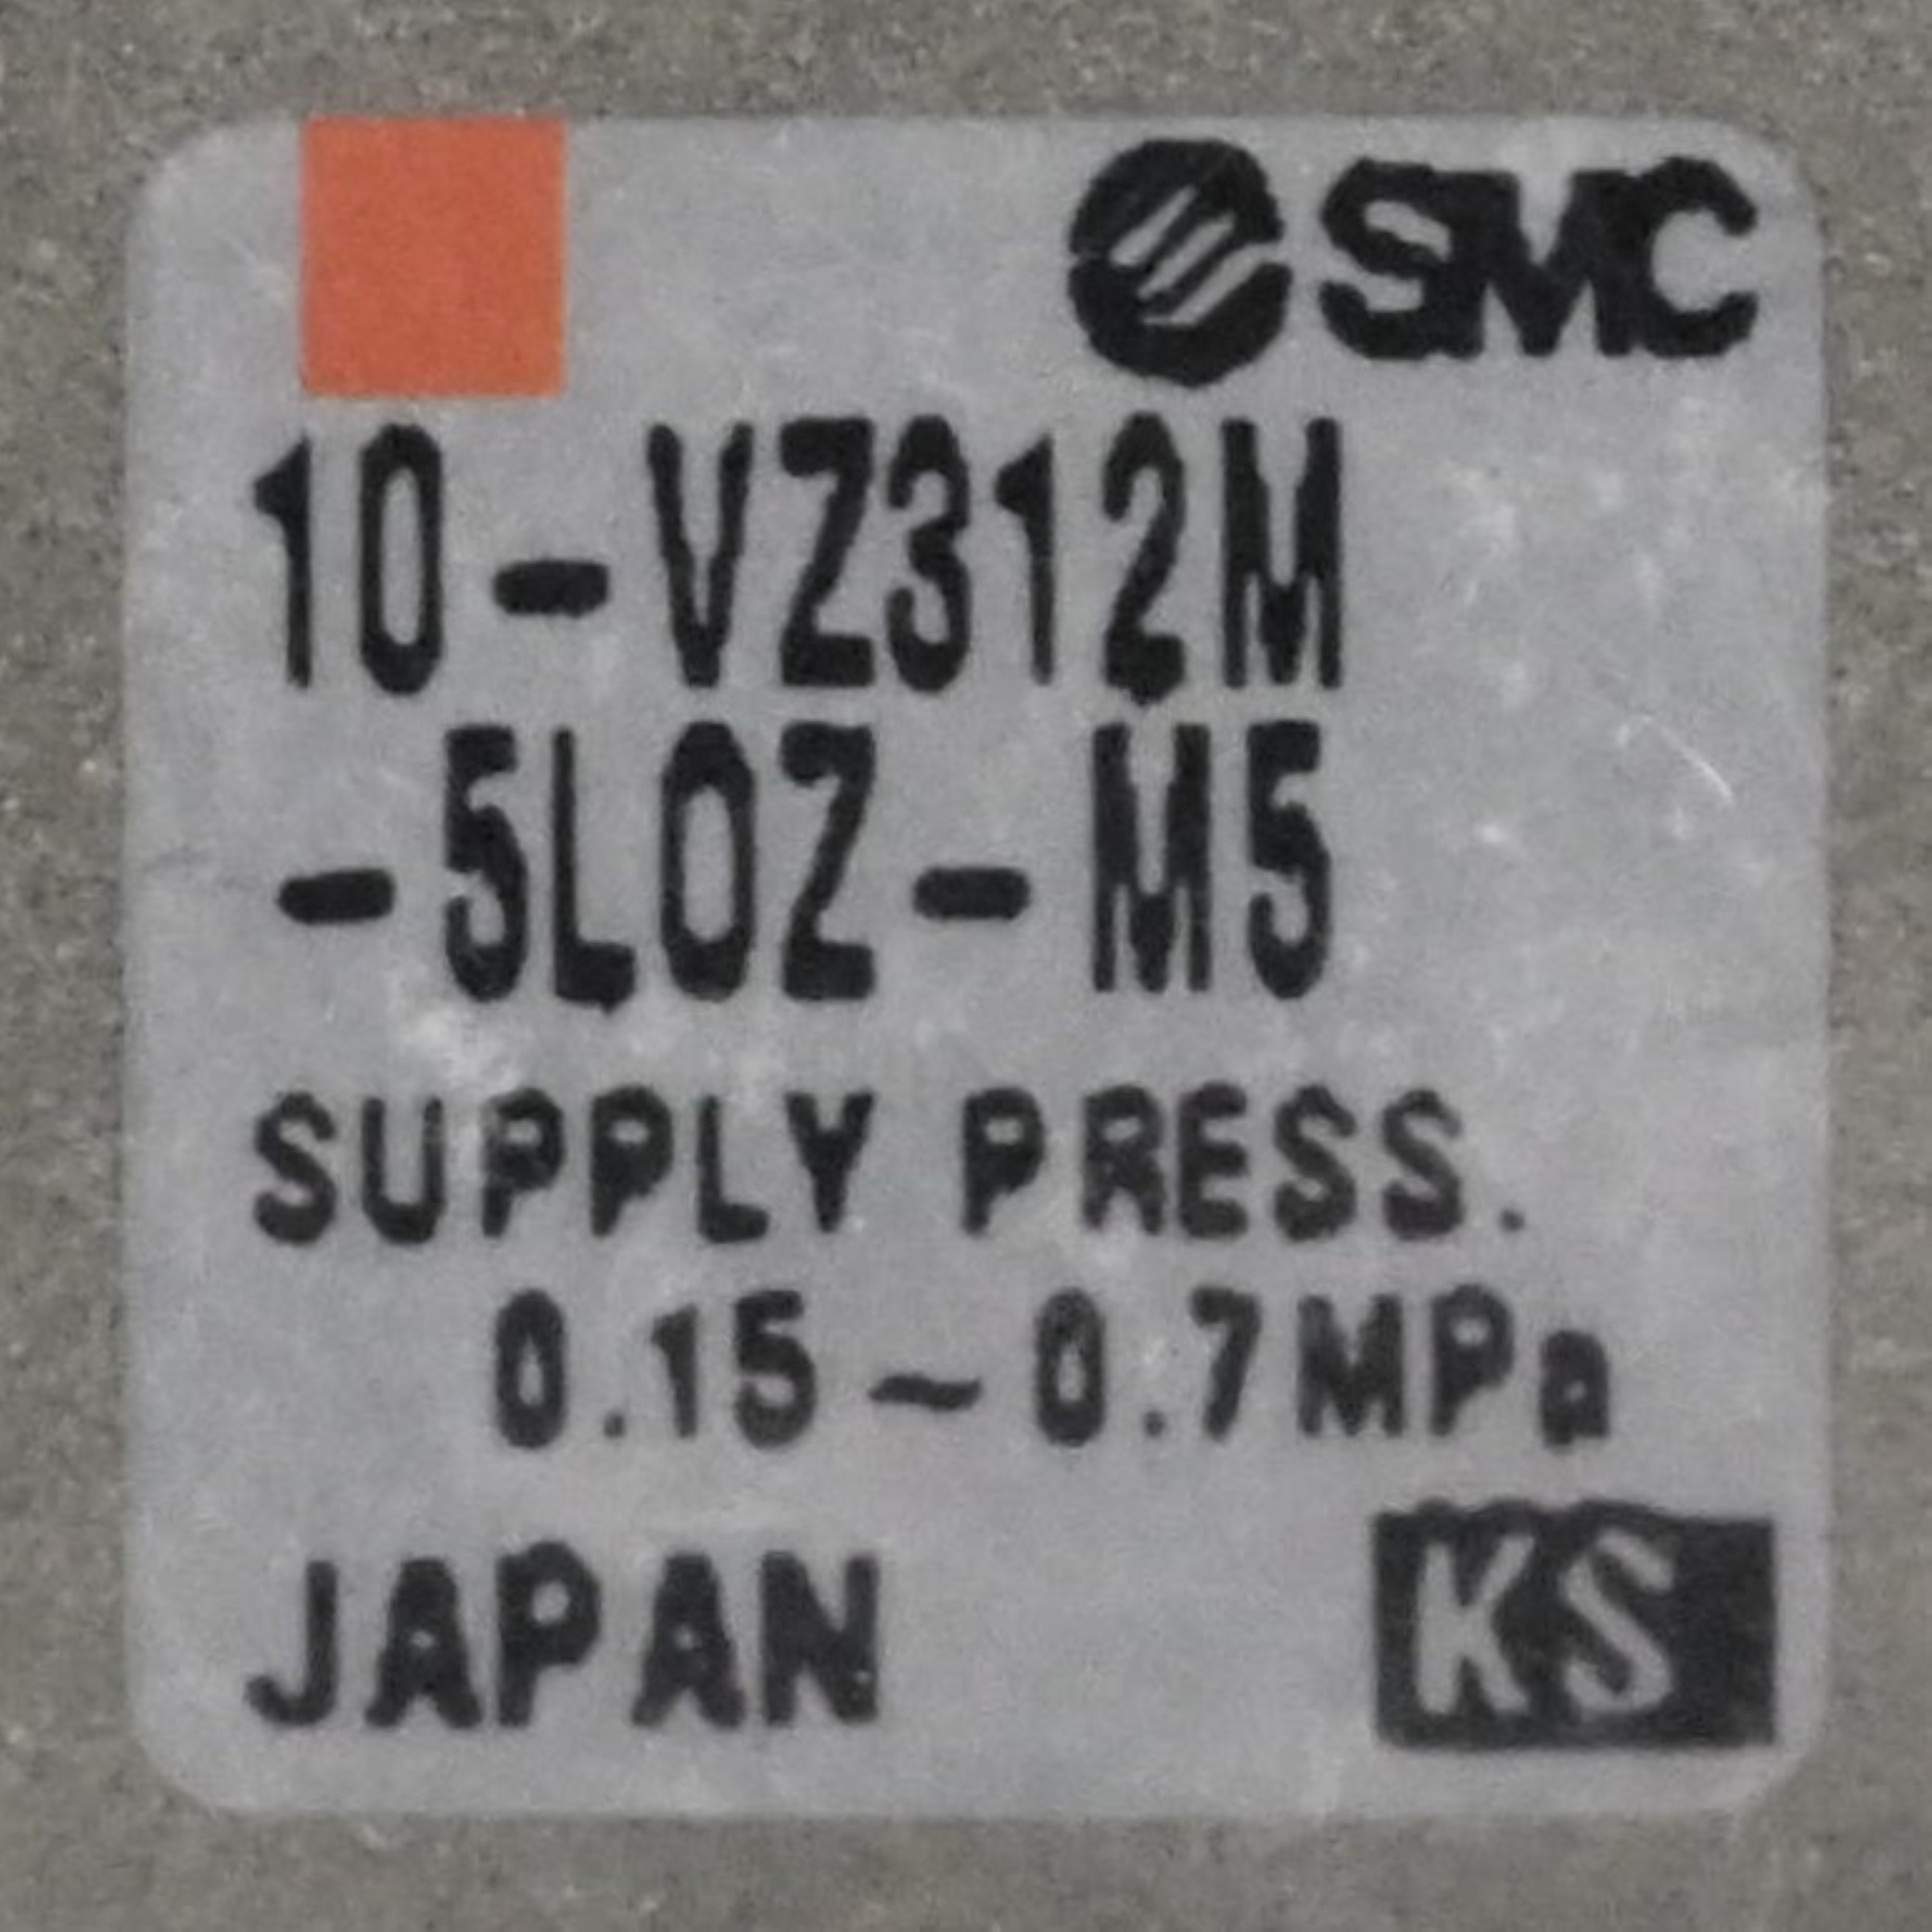 SMC
10-VZ312M
-5LOZ-M5
SUPPLY PRESS.
0.15~0.7MPa
JAPAN KS